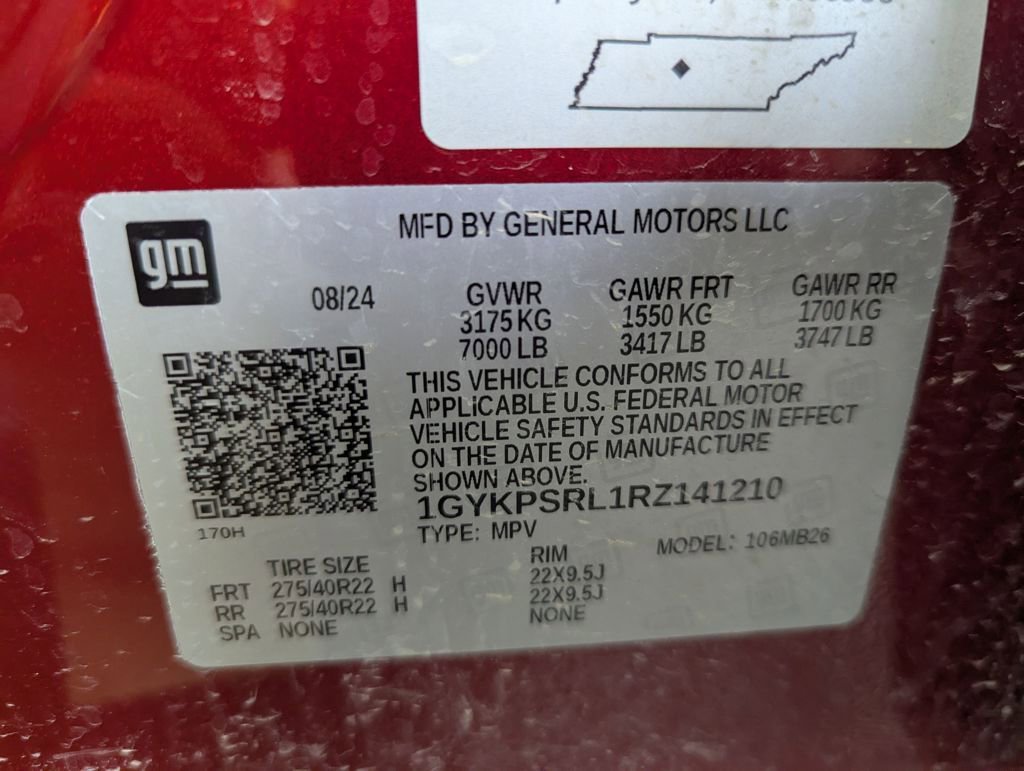 MFD BY GENERAL MOTORS LLC
gm
08/24 GVWR GAWR FRT GAWR RR
3175 KG 1550 KG 1700 KG
7000 LB 3417 LB 3747 LB
THIS VEHICLE CONFORMS TO ALL
APPLICABLE U.S. FEDERAL MOTOR
VEHICLE SAFETY STANDARDS IN EFFECT
ON THE DATE OF MANUFACTURE
SHOWN ABOVE.
1GYKPSRL1RZ141210
170H
TYPE: MPV MODEL: 106MB26
TIRE SIZE RIM
FRT 275/40R22 H 22X9.5J
RR 275/40R22 H 22X9.5J
SPA NONE NONE